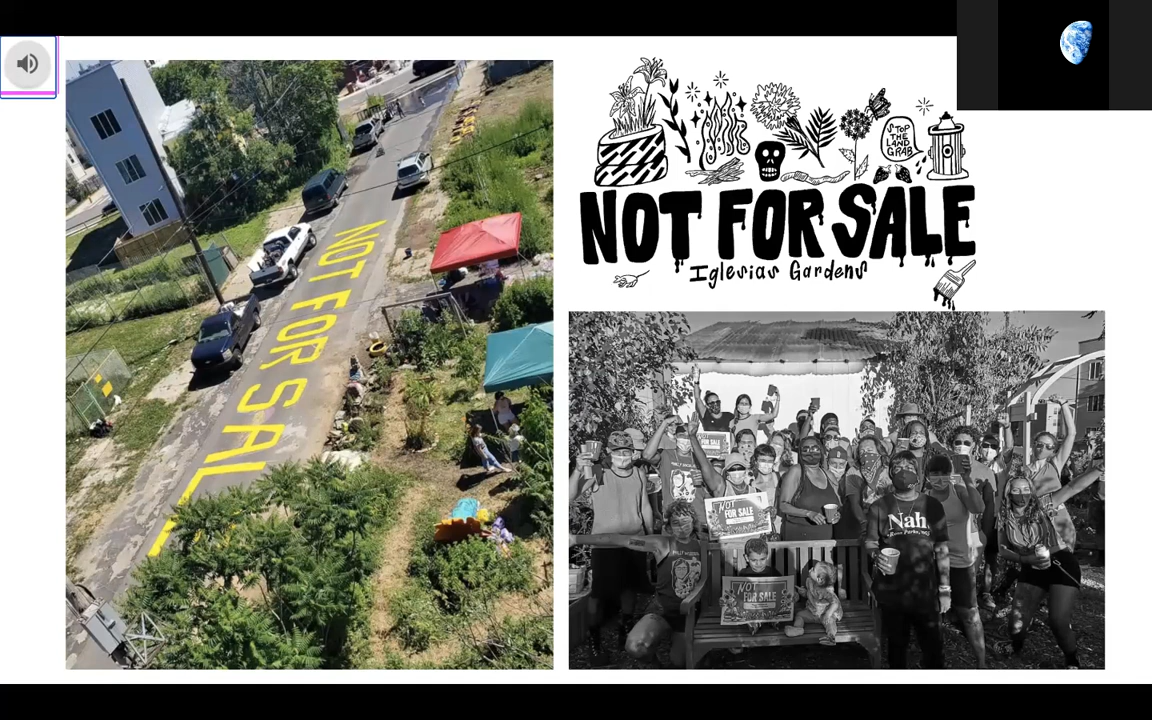 NOT FOR SALE
STOP
THE
LAND
GRAB
NOT FOR SALE
Iglesias Gardens
NOT
FOR SALE
NOT
FOR SALE
Nah.